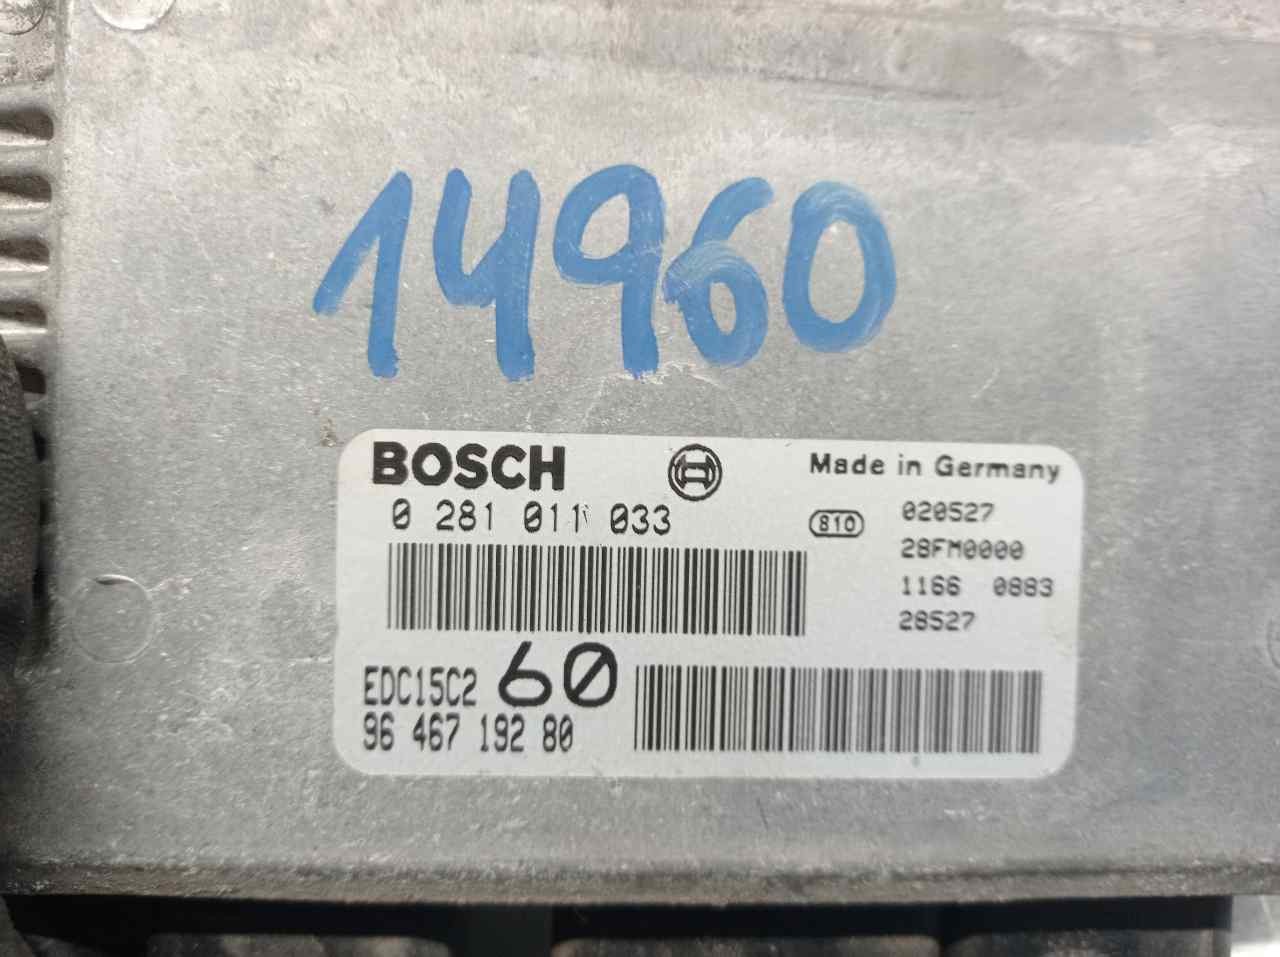 14960
BOSCH
Made in Germany
0 281 011 033
810
020527
28FM0000
1166 0883
28527
EDC15C2 60
96 467 192 80